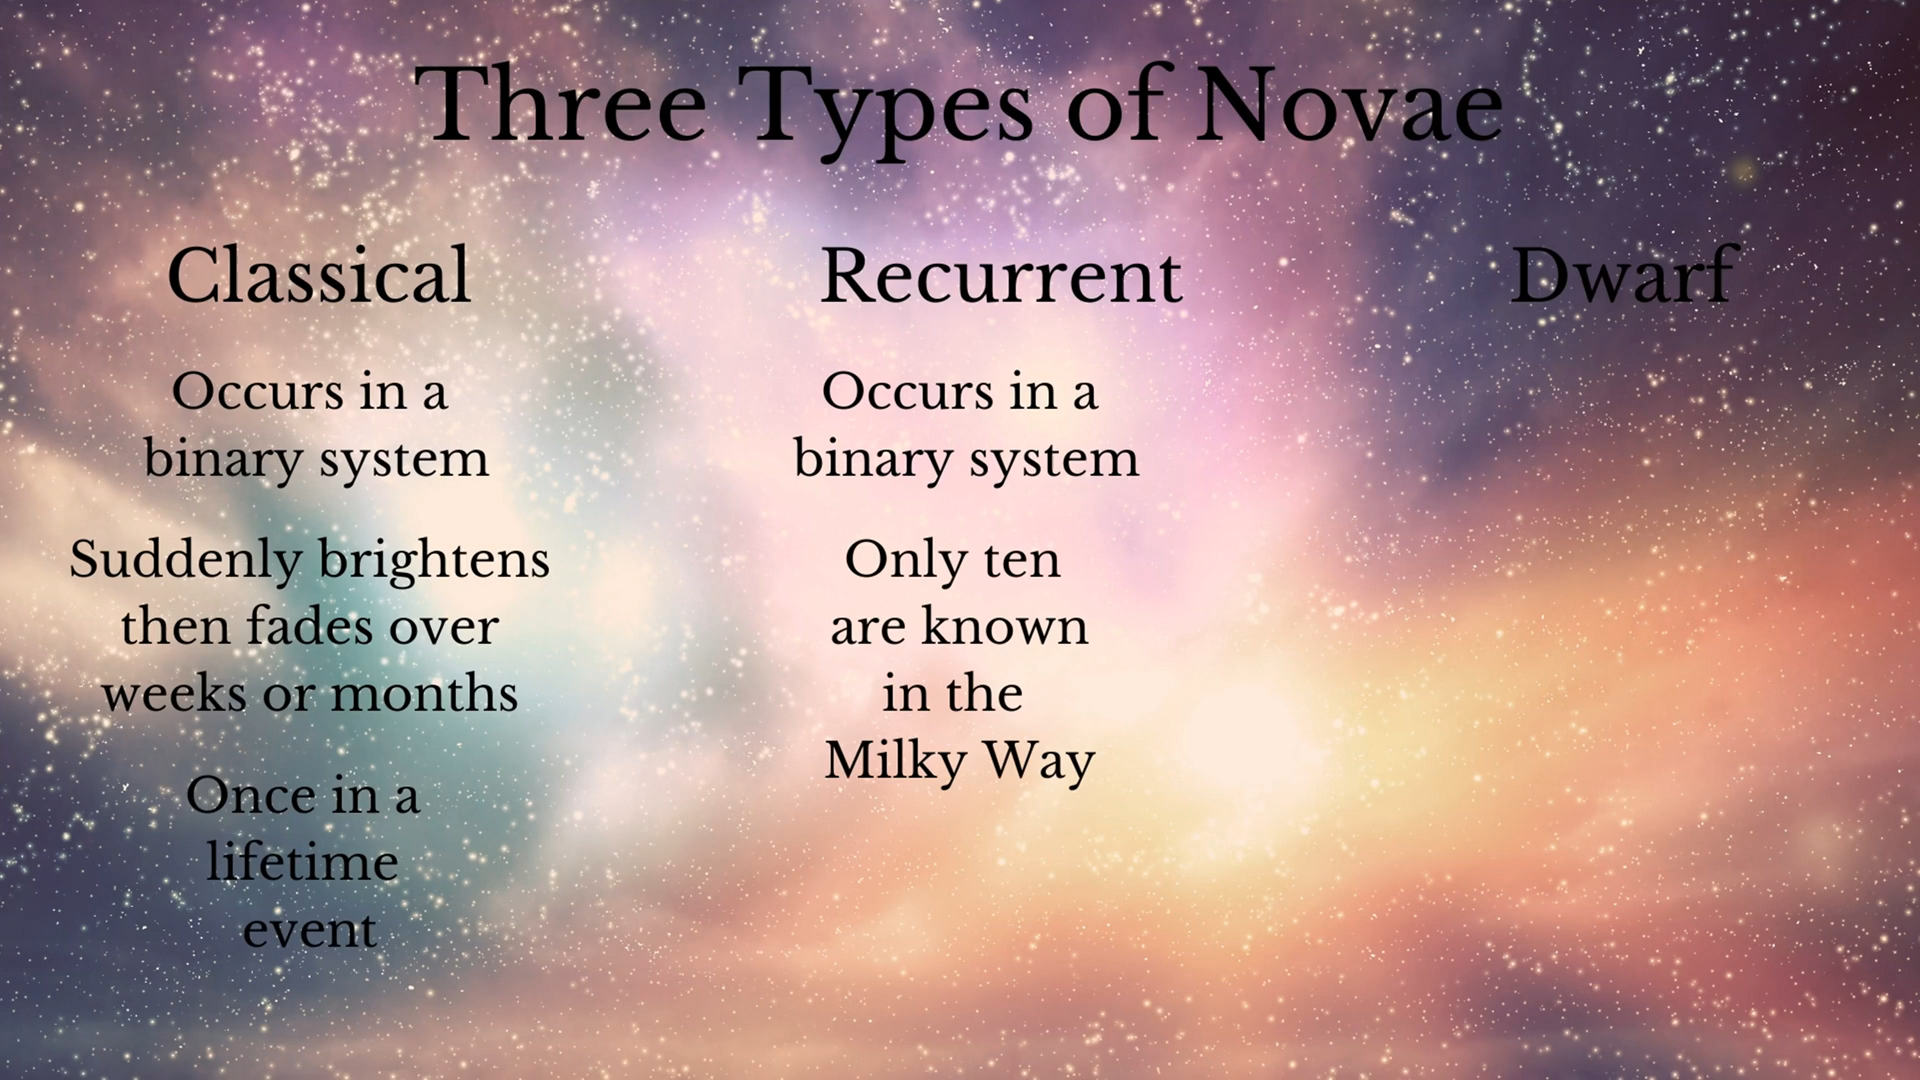 Three Types of Novae
Classical
Occurs in a
binary system
Suddenly brightens
then fades over
weeks or months
Once in a
lifetime
event
Recurrent
Occurs in a
binary system
Only ten
are known
in the
Milky Way
Dwarf